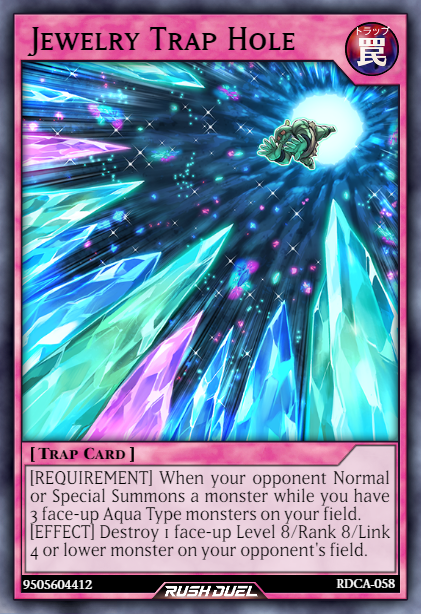 Jewelry Trap Hole
トラップ
罠
[ Trap Card ]
[REQUIREMENT] When your opponent Normal
or Special Summons a monster while you have
3 face-up Aqua Type monsters on your field.
[EFFECT] Destroy 1 face-up Level 8/Rank 8/Link
4 or lower monster on your opponent's field.
9505604412
RUSH DUEL
RDCA-058